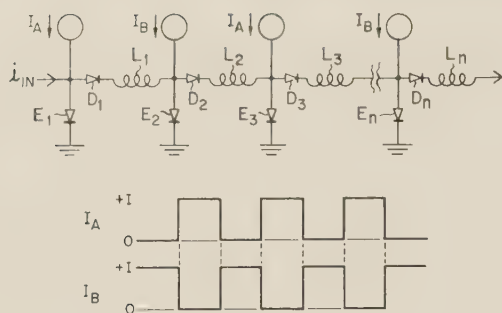 I_A I_B I_A I_B
L_1 L_2 L_3 L_n
i_IN
D_1 D_2 D_3 D_n
E_1 E_2 E_3 E_n
+I
I_A
0
+I
I_B
0